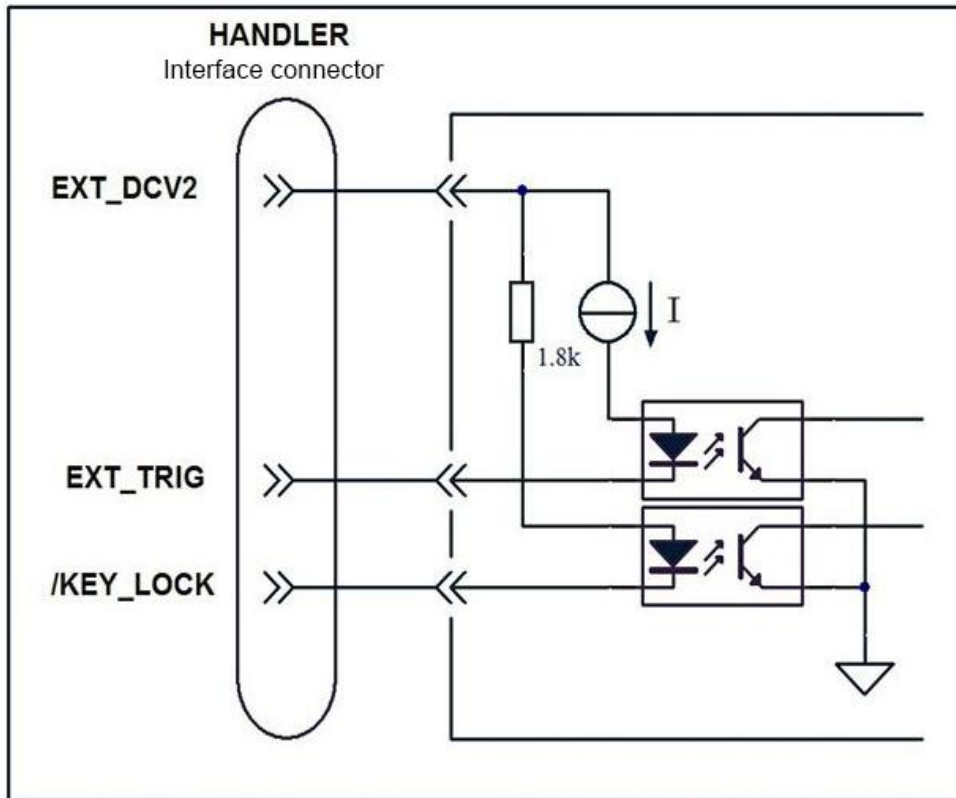 HANDLER
Interface connector
EXT_DCV2
I
1.8k
EXT_TRIG
/KEY_LOCK